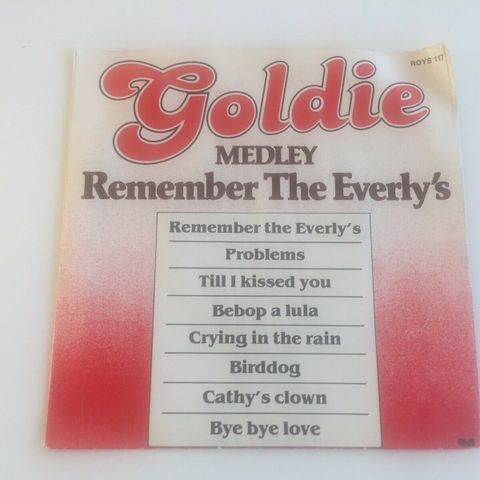 ROYS 117
Goldie
MEDLEY
Remember The Everly's
Remember the Everly's
Problems
Till I kissed you
Bebop a lula
Crying in the rain
Birddog
Cathy's clown
Bye bye love